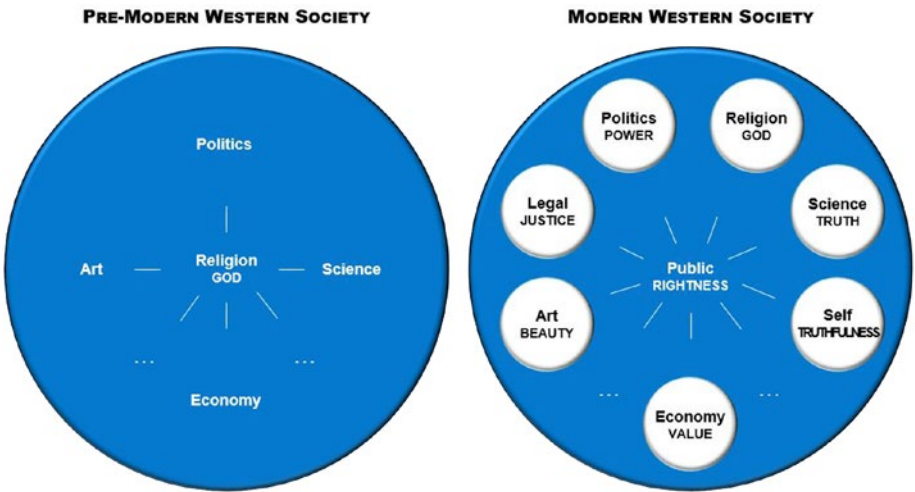 PRE-MODERN WESTERN SOCIETY
Politics
Art
Religion
GOD
Science
...
...
Economy
MODERN WESTERN SOCIETY
Politics
POWER
Religion
GOD
Legal
JUSTICE
Science
TRUTH
Public
RIGHTNESS
Art
BEAUTY
Self
TRUTHFULNESS
...
...
Economy
VALUE